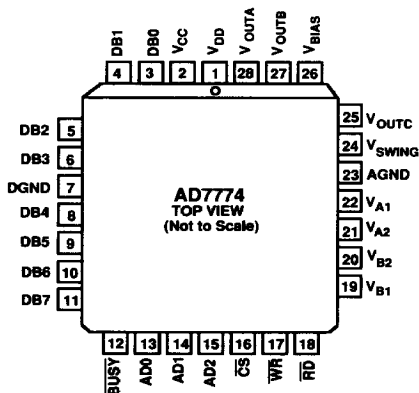 DB1 DB0 VCC VDD VOUTA VOUTB VBIAS
4 3 2 1 28 27 26
DB2 5
DB3 6
DGND 7
DB4 8
DB5 9
DB6 10
DB7 11
AD7774
TOP VIEW
(Not to Scale)
25 VOUTC
24 VSWING
23 AGND
22 VA1
21 VA2
20 VB2
19 VB1
12 13 14 15 16 17 18
BUSY AD0 AD1 AD2 CS WR RD